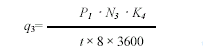 q₃= P₁ · N₃ · K₄
t × 8 × 3600